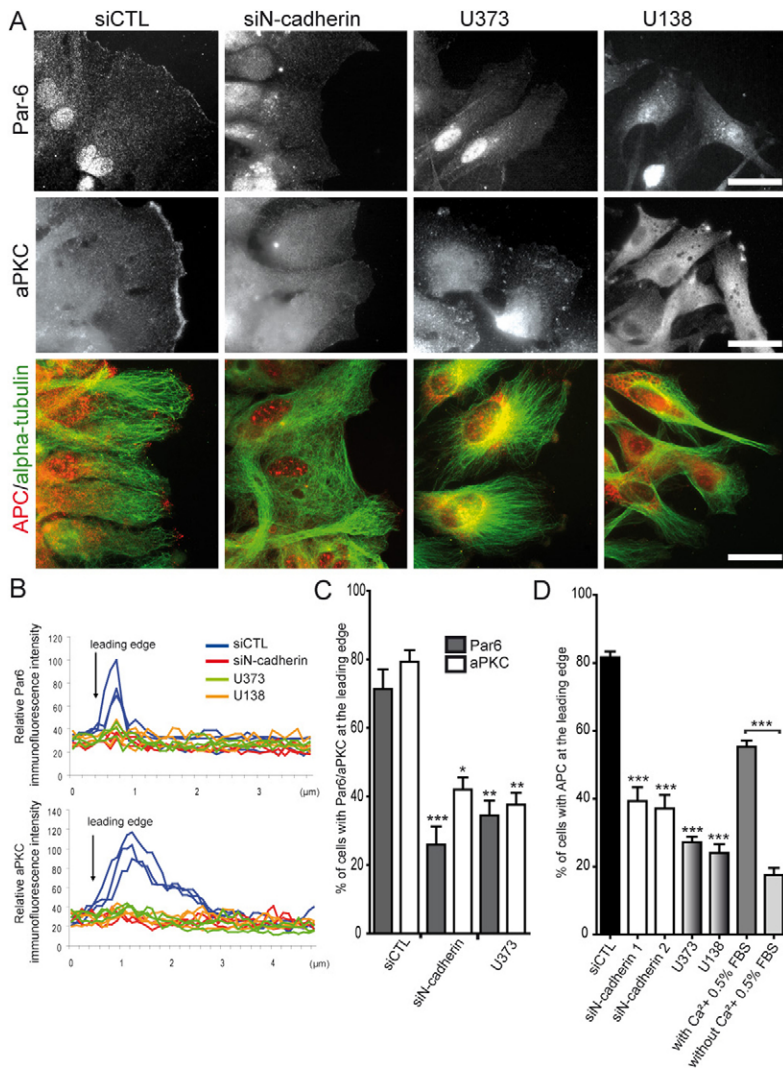 A
siCTL
siN-cadherin
U373
U138
Par-6
aPKC
APC/alpha-tubulin
B
Relative Par6
immunofluorescence intensity
120
100
80
60
40
20
0
leading edge
siCTL
siN-cadherin
U373
U138
0
1
2
3
(µm)
Relative aPKC
immunofluorescence intensity
120
100
80
60
40
20
0
leading edge
0
1
2
3
4
(µm)
C
% of cells with Par6/aPKC at the leading edge
100
80
60
40
20
0
Par6
aPKC
***
*
**
**
siCTL
siN-cadherin
U373
D
% of cells with APC at the leading edge
100
80
60
40
20
0
***
***
***
***
***
siCTL
siN-cadherin 1
siN-cadherin 2
U373
U138
with Ca²+ 0.5% FBS
without Ca²+ 0.5% FBS